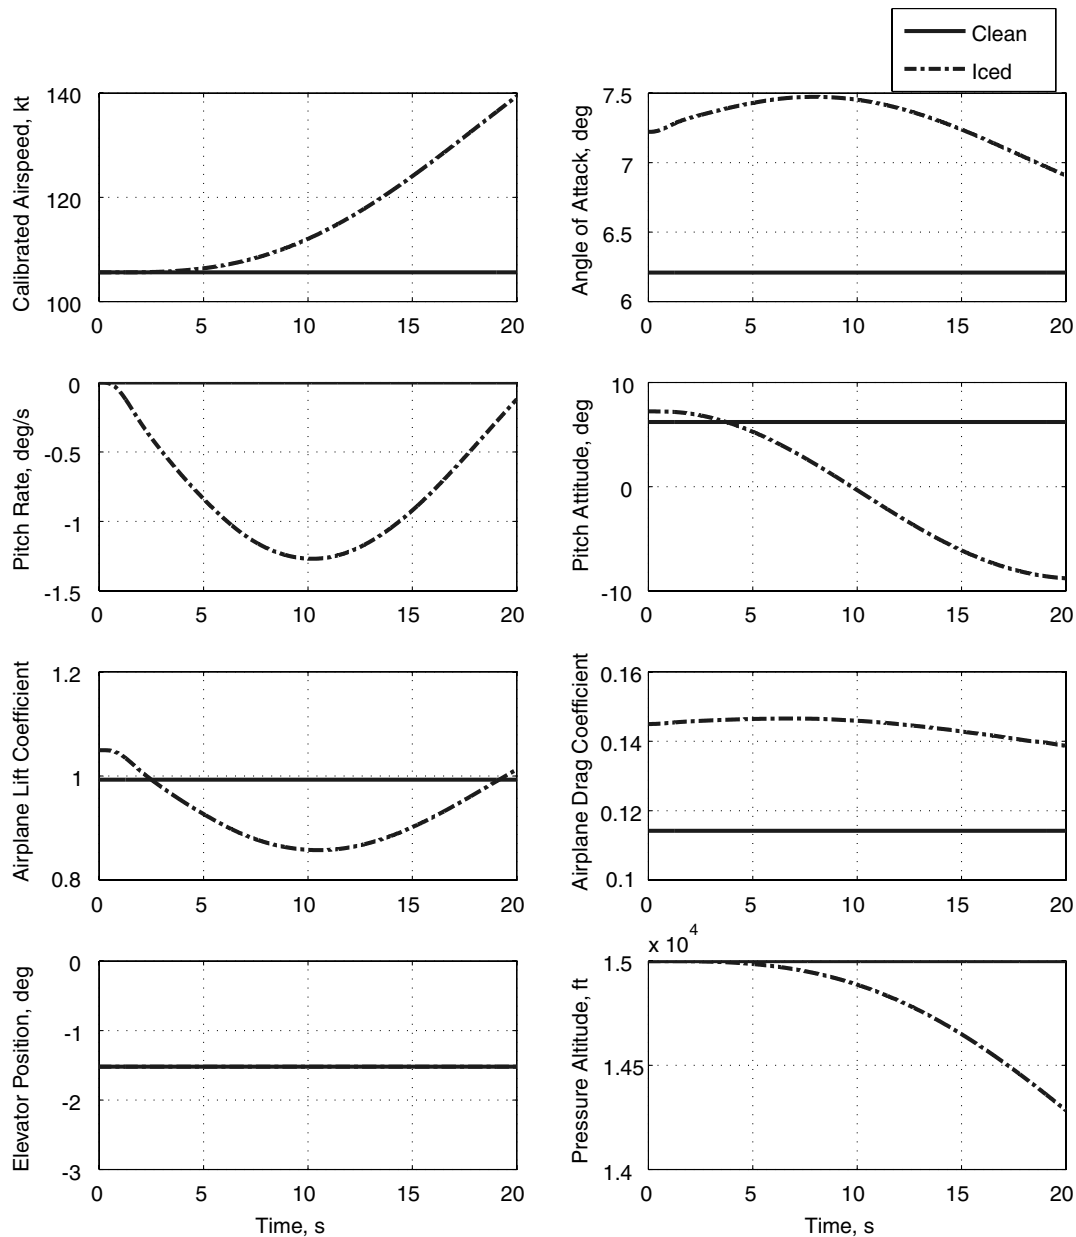 Clean
Iced
Calibrated Airspeed, kt
140
120
100
0 5 10 15 20
Angle of Attack, deg
7.5
7
6.5
6
0 5 10 15 20
Pitch Rate, deg/s
0
-0.5
-1
-1.5
0 5 10 15 20
Pitch Attitude, deg
10
0
-10
0 5 10 15 20
Airplane Lift Coefficient
1.2
1
0.8
0 5 10 15 20
Airplane Drag Coefficient
0.16
0.14
0.12
0.1
0 5 10 15 20
Elevator Position, deg
0
-1
-2
-3
0 5 10 15 20
Time, s
x 10^4
Pressure Altitude, ft
1.5
1.45
1.4
0 5 10 15 20
Time, s